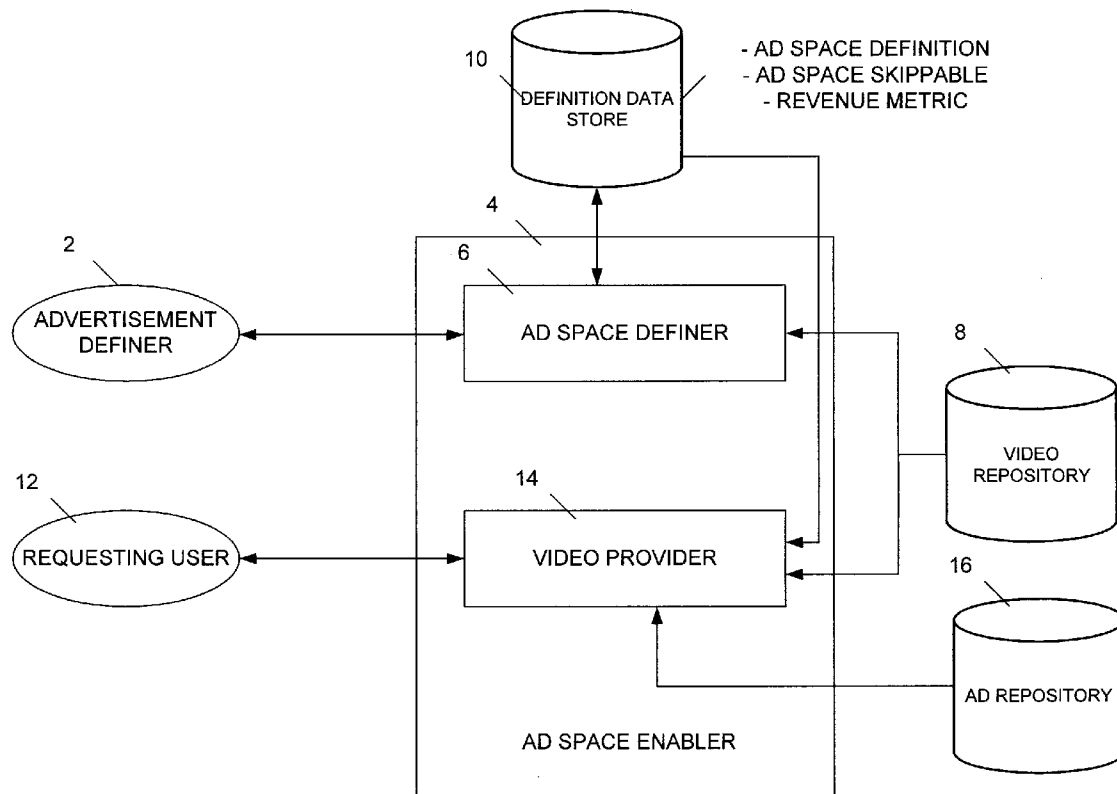 10
DEFINITION DATA
STORE
- AD SPACE DEFINITION
- AD SPACE SKIPPABLE
- REVENUE METRIC
4
2
6
ADVERTISEMENT
DEFINER
AD SPACE DEFINER
8
VIDEO
REPOSITORY
12
14
REQUESTING USER
VIDEO PROVIDER
16
AD REPOSITORY
AD SPACE ENABLER